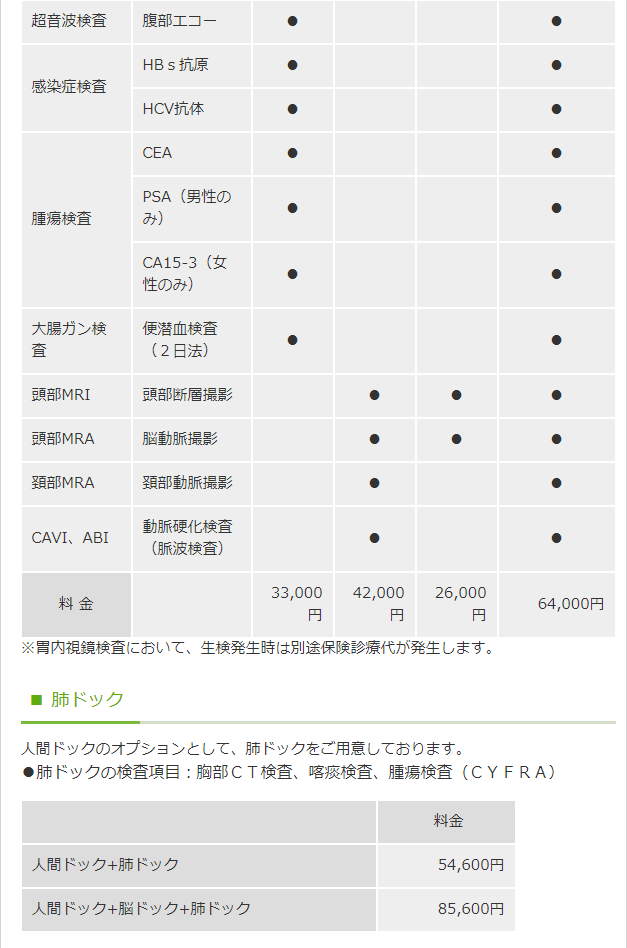 超音波検査 腹部エコー ● ●
感染症検査 HBｓ抗原 ● ●
HCV抗体 ● ●
腫瘍検査 CEA ● ●
PSA（男性の
み） ● ●
CA15-3（女
性のみ） ● ●
大腸ガン検
査 便潜血検査
（２日法） ● ●
頭部MRI 頭部断層撮影 ● ● ●
頭部MRA 脳動脈撮影 ● ● ●
頚部MRA 頚部動脈撮影 ● ●
CAVI、ABI 動脈硬化検査
（脈波検査） ● ●
料 金 33,000
円 42,000
円 26,000
円 64,000円
※胃内視鏡検査において、生検発生時は別途保険診療代が発生します。
■ 肺ドック
人間ドックのオプションとして、肺ドックをご用意しております。
●肺ドックの検査項目：胸部ＣＴ検査、喀痰検査、腫瘍検査（ＣＹＦＲＡ）
料金
人間ドック+肺ドック 54,600円
人間ドック+脳ドック+肺ドック 85,600円